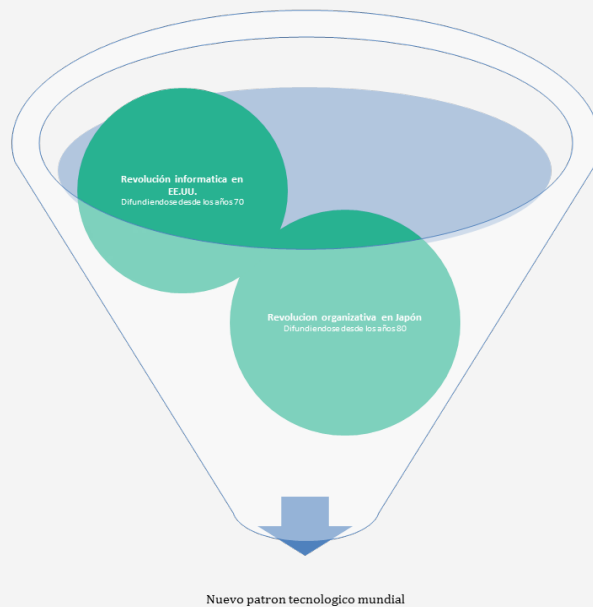 Revolución informatica en
EE.UU.
Difundiendose desde los años 70
Revolucion organizativa en Japón
Difundiendose desde los años 80
Nuevo patron tecnologico mundial